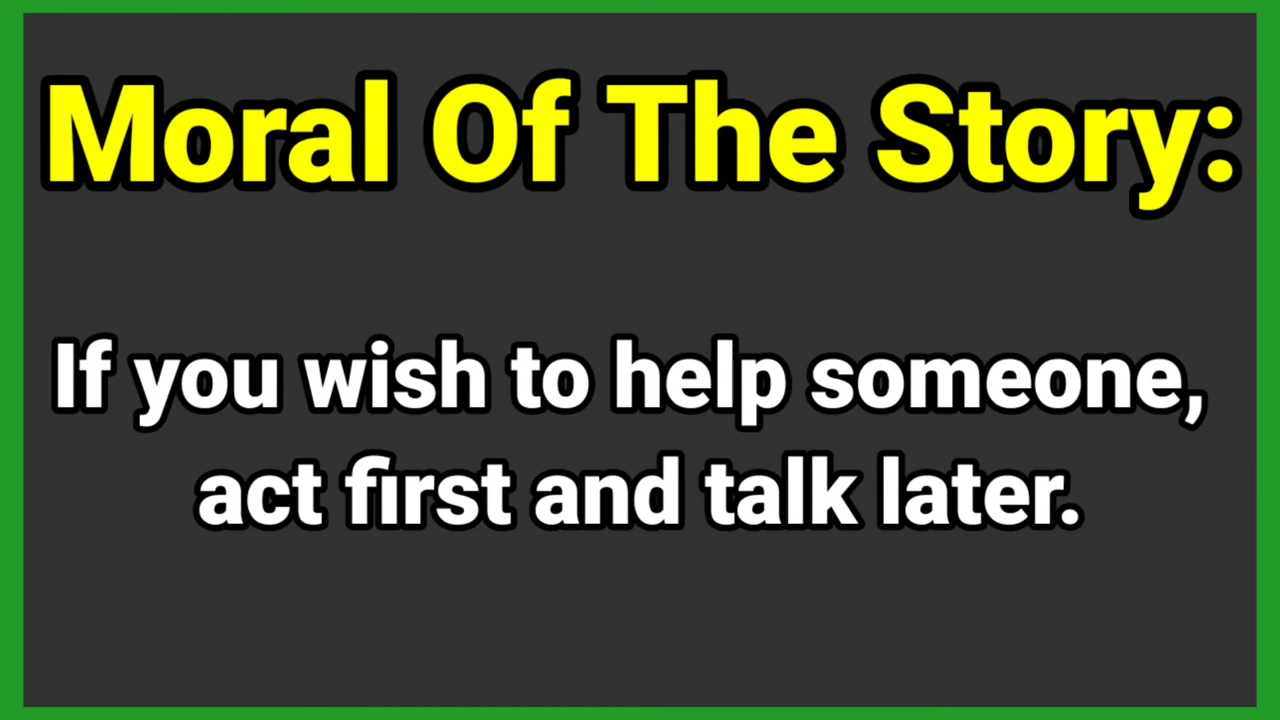 Moral Of The Story:
If you wish to help someone,
act first and talk later.